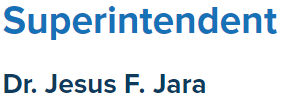 Superintendent
Dr. Jesus F. Jara